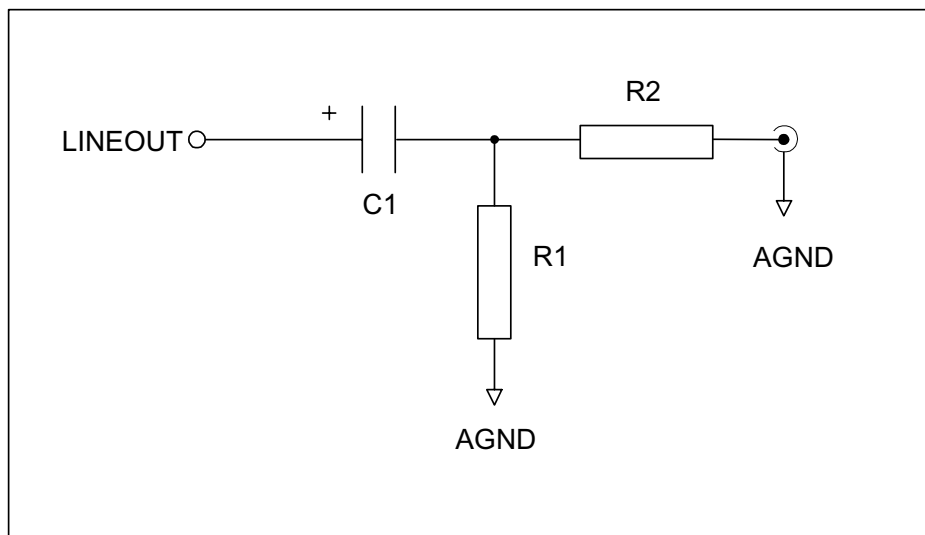 R2
LINEOUT
+
C1
R1
AGND
AGND